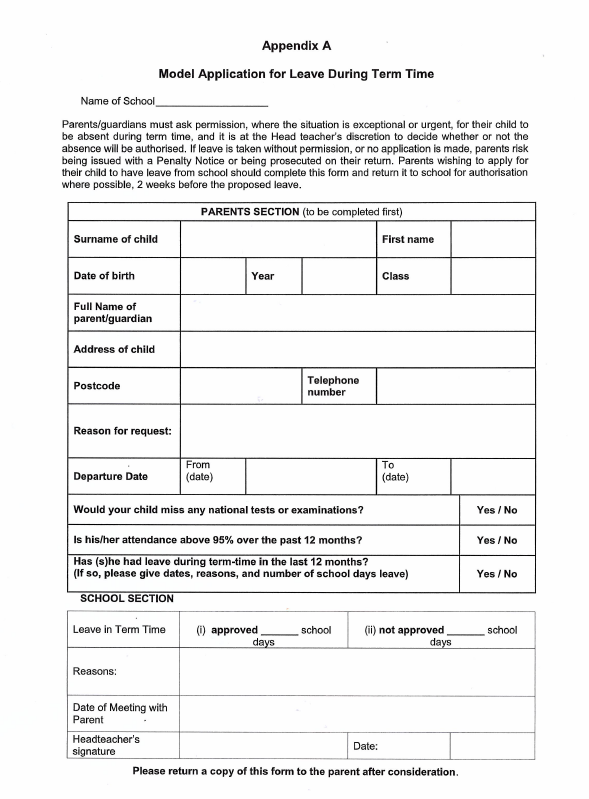 Appendix A
Model Application for Leave During Term Time
Name of School____________________
Parents/guardians must ask permission, where the situation is exceptional or urgent, for their child to
be absent during term time, and it is at the Head teacher's discretion to decide whether or not the
absence will be authorised. If leave is taken without permission, or no application is made, parents risk
being issued with a Penalty Notice or being prosecuted on their return. Parents wishing to apply for
their child to have leave from school should complete this form and return it to school for authorisation
where possible, 2 weeks before the proposed leave.
PARENTS SECTION (to be completed first)
Surname of child
First name
Date of birth
Year
Class
Full Name of
parent/guardian
Address of child
Postcode
Telephone
number
Reason for request:
Departure Date
From
(date)
To
(date)
Would your child miss any national tests or examinations?
Yes / No
Is his/her attendance above 95% over the past 12 months?
Yes / No
Has (s)he had leave during term-time in the last 12 months?
(If so, please give dates, reasons, and number of school days leave)
Yes / No
SCHOOL SECTION
Leave in Term Time
(i) approved ______ school
days
(ii) not approved ______ school
days
Reasons:
Date of Meeting with
Parent
Headteacher's
signature
Date:
Please return a copy of this form to the parent after consideration.